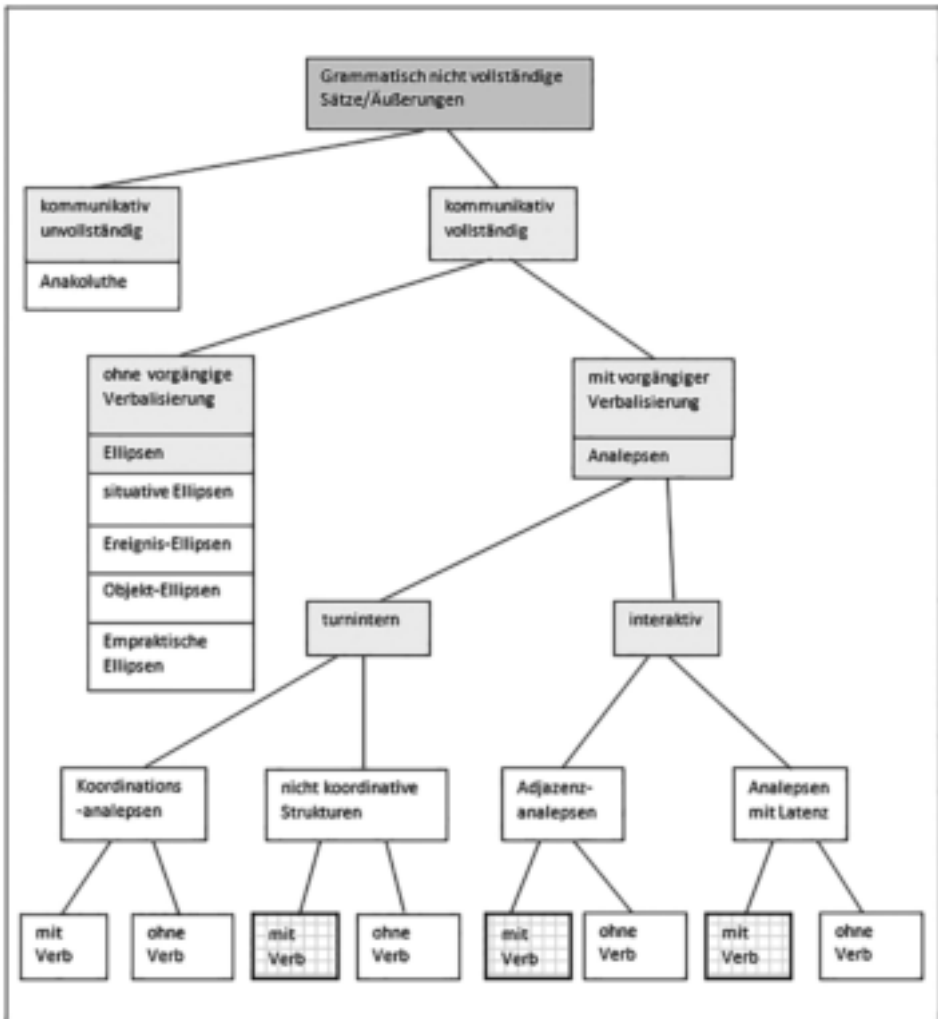 Grammatisch nicht vollständige
Sätze/Äußerungen
kommunikativ
unvollständig
Anakoluthe
kommunikativ
vollständig
ohne vorgängige
Verbalisierung
Ellipsen
situative Ellipsen
Ereignis-Ellipsen
Objekt-Ellipsen
Empraktische
Ellipsen
mit vorgängiger
Verbalisierung
Analepsen
turnintern
interaktiv
Koordinations
-analepsen
nicht koordinative
Strukturen
Adjazenz-
analepsen
Analepsen
mit Latenz
mit
Verb
ohne
Verb
mit
Verb
ohne
Verb
mit
Verb
ohne
Verb
mit
Verb
ohne
Verb